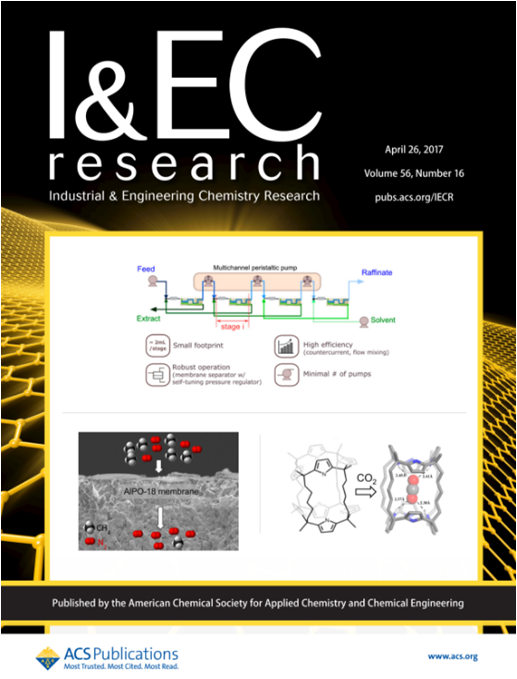 I&EC
research
Industrial & Engineering Chemistry Research
April 26, 2017
Volume 56, Number 16
pubs.acs.org/IECR
Multichannel peristaltic pump
Feed
Raffinate
Extract
stage i
Solvent
~ 2mL
/stage
Small footprint
High efficiency
(countercurrent, flow mixing)
Robust operation
(membrane separator w/
self-tuning pressure regulator)
Minimal # of pumps
AlPO-18 membrane
CH4
N2
CO2
Published by the American Chemical Society for Applied Chemistry and Chemical Engineering
ACS Publications
Most Trusted. Most Cited. Most Read.
www.acs.org